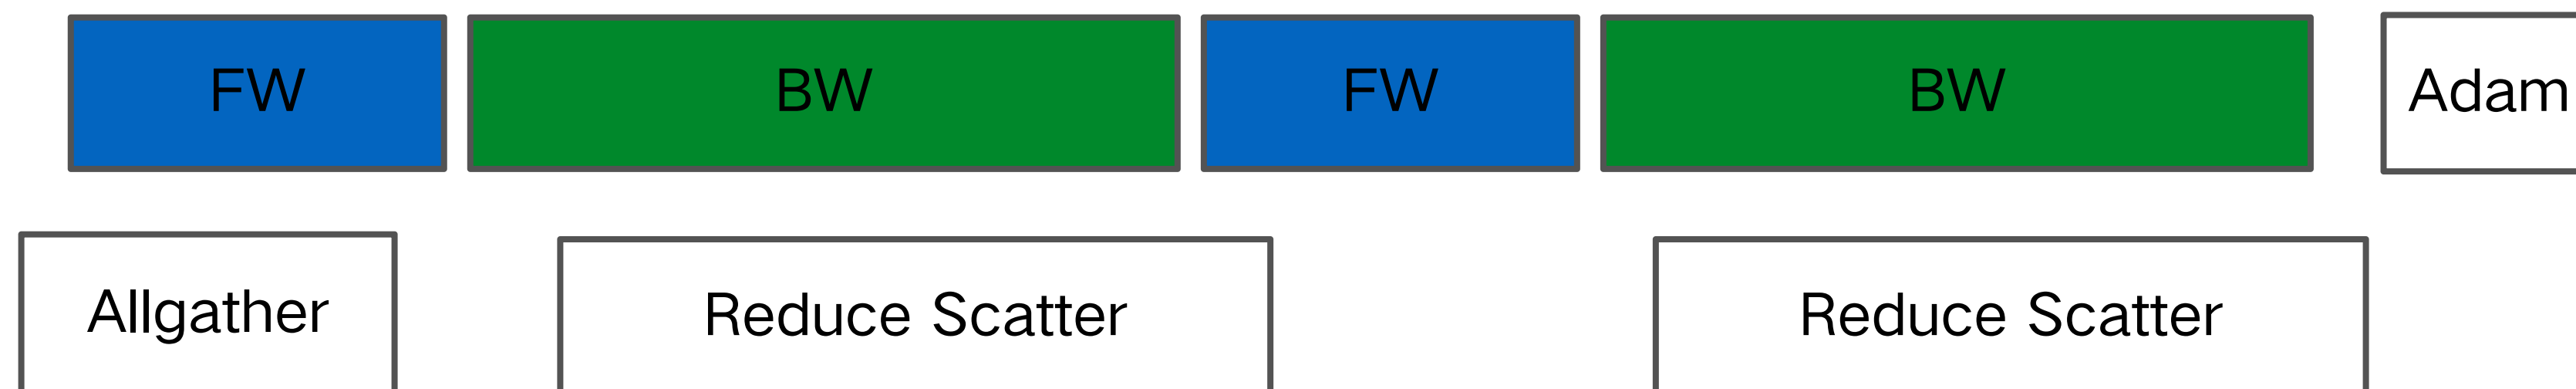 FW BW FW BW Adam
Allgather Reduce Scatter Reduce Scatter